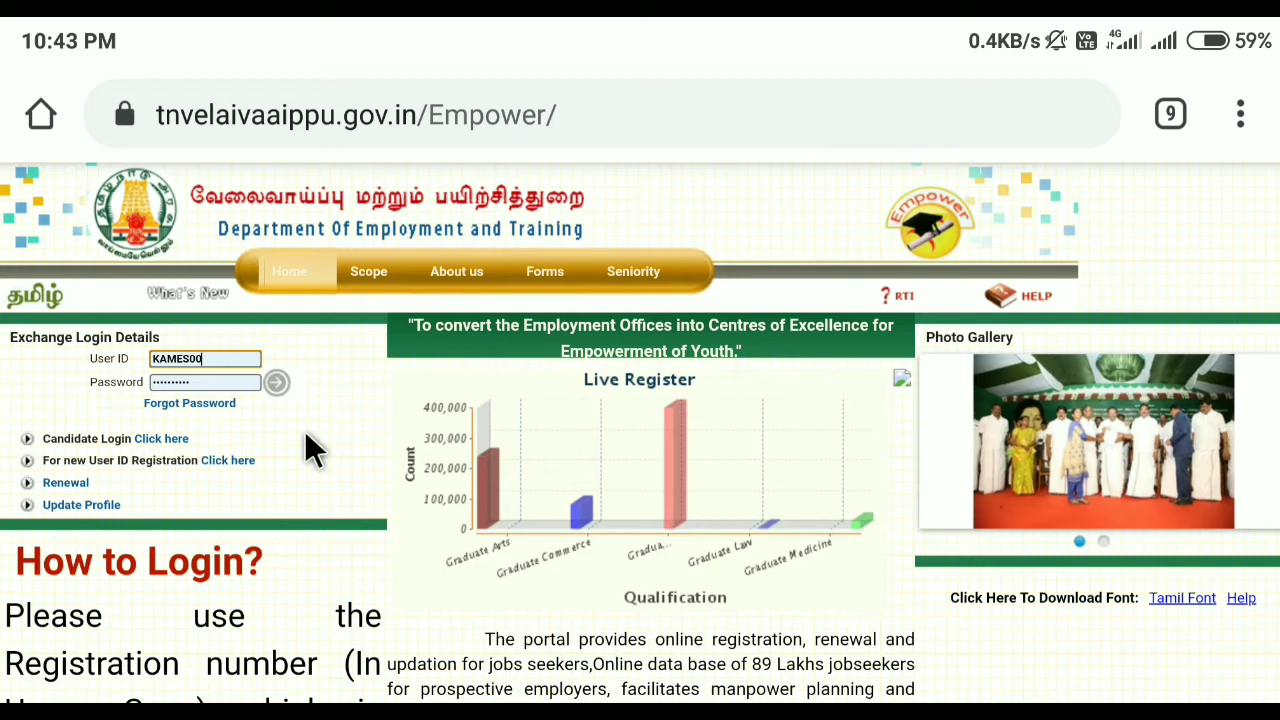 10:43 PM
0.4KB/s Vo LTE 4G 59%
tnvelaivaaippu.gov.in/Empower/
9
வேலைவாய்ப்பு மற்றும் பயிற்சித்துறை
Department Of Employment and Training
Empower
Home Scope About us Forms Seniority
தமிழ் What's New
? RTI HELP
Exchange Login Details
User ID KAMES00
Password ••••••••••
Forgot Password
Candidate Login Click here
For new User ID Registration Click here
Renewal
Update Profile
How to Login?
Please use the
Registration number (In
"To convert the Employment Offices into Centres of Excellence for
Empowerment of Youth."
Live Register
Count
400,000
300,000
200,000
100,000
0
Graduate Arts
Graduate Commerce
Gradua...
Graduate Law
Graduate Medicine
Qualification
The portal provides online registration, renewal and
updation for jobs seekers,Online data base of 89 Lakhs jobseekers
for prospective employers, facilitates manpower planning and
Photo Gallery
Click Here To Download Font: Tamil Font Help